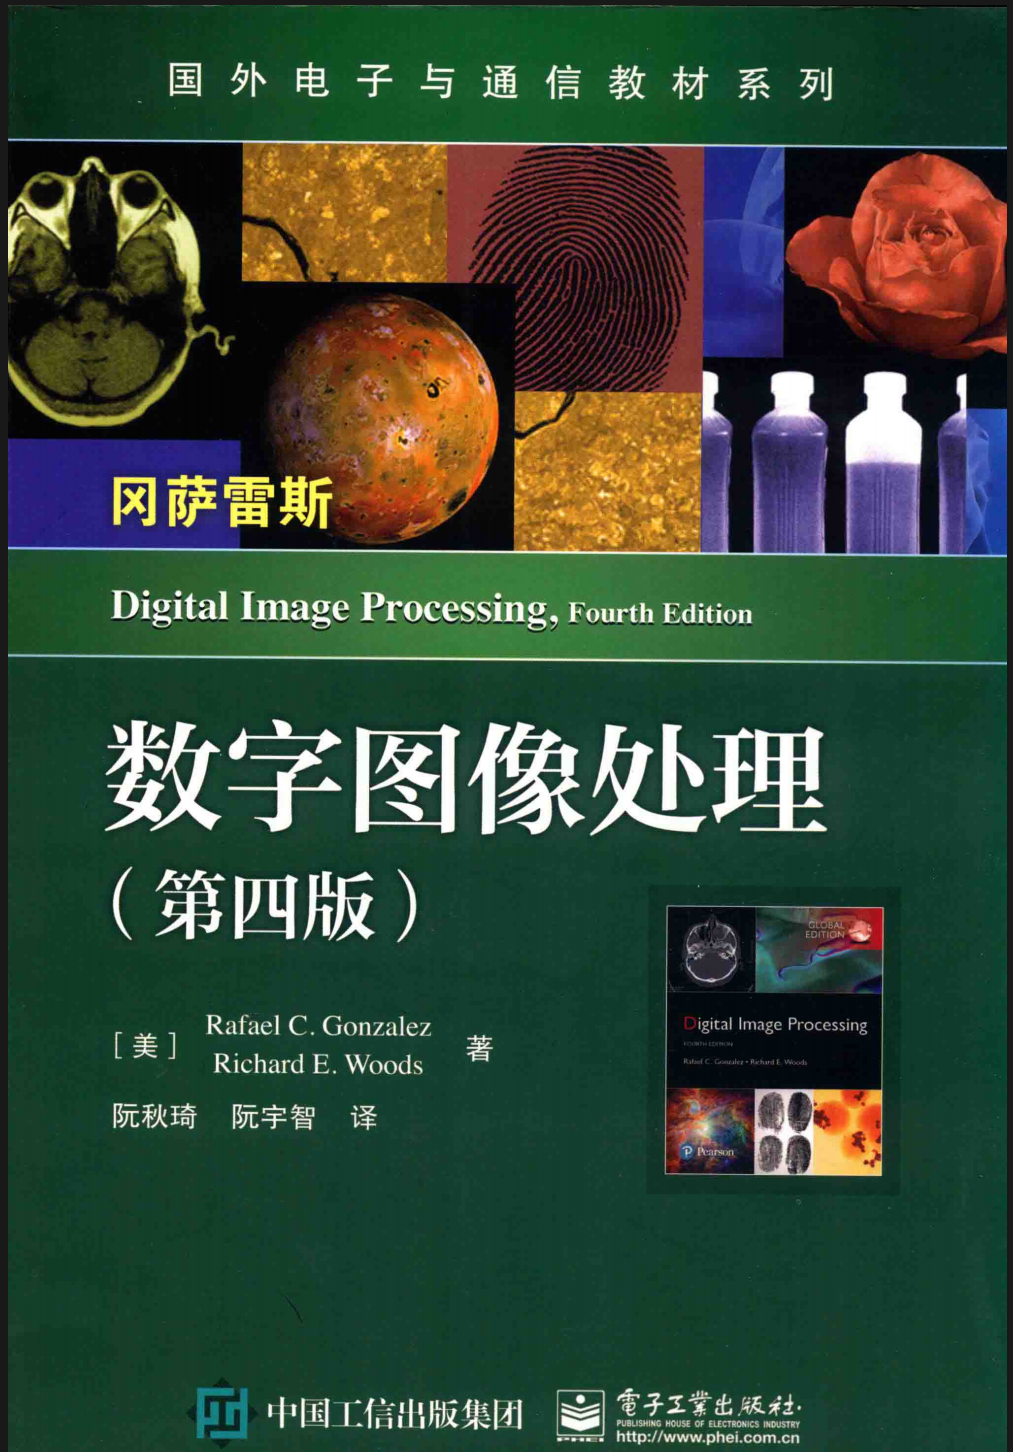 国外电子与通信教材系列
冈萨雷斯
Digital Image Processing, Fourth Edition
数字图像处理
（第四版）
［美］ Rafael C. Gonzalez
Richard E. Woods 著
阮秋琦 阮宇智 译
GLOBAL
EDITION
Digital Image Processing
FOURTH EDITION
Rafael C. Gonzalez • Richard E. Woods
Pearson
中国工信出版集团
PHEI
電子工業出版社·
PUBLISHING HOUSE OF ELECTRONICS INDUSTRY
http://www.phei.com.cn